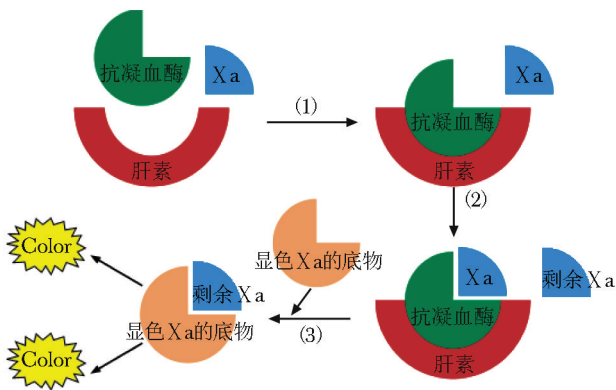 抗凝血酶
Xa
肝素
(1)
Xa
抗凝血酶
肝素
(2)
Xa
剩余Xa
抗凝血酶
肝素
显色Xa的底物
(3)
剩余Xa
显色Xa的底物
Color
Color